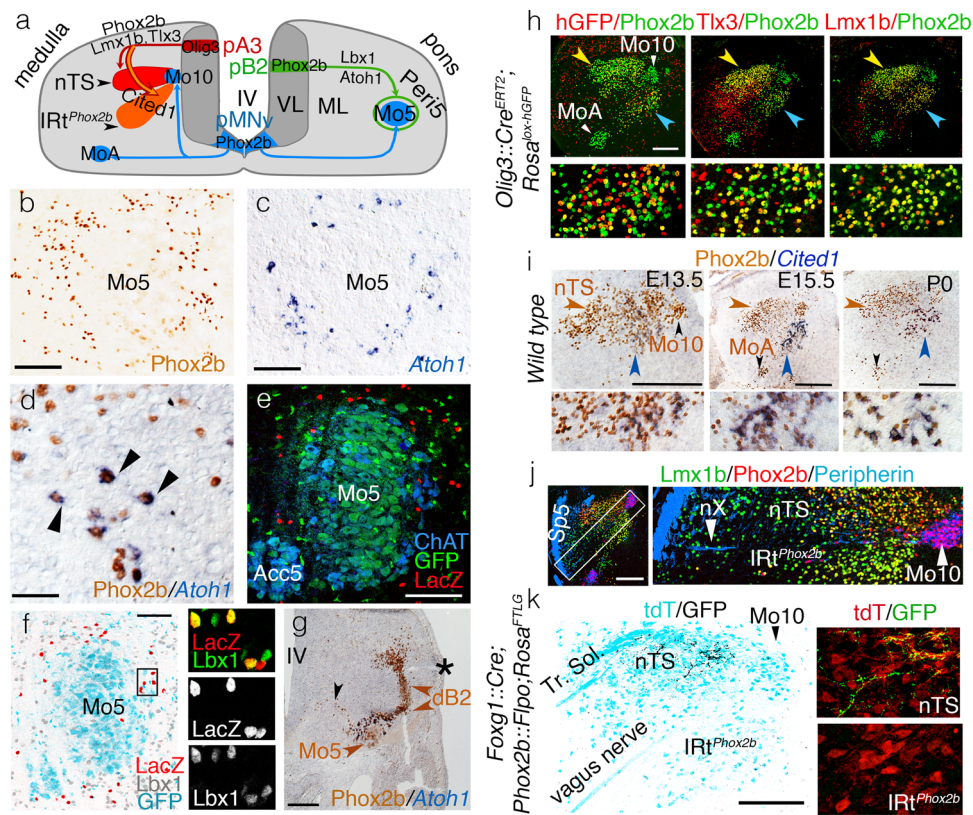 a
medulla
Phox2b
Lmx1b,Tlx3
Olig3
pA3
pB2
Phox2b
Lbx1
Atoh1
pons
Peri5
nTS
Mo10
Cited1
IV
VL
ML
Mo5
IRtPhox2b
pMNv
Phox2b
MoA
b
Mo5
Phox2b
c
Mo5
Atoh1
d
Phox2b/Atoh1
e
Mo5
Acc5
ChAT
GFP
LacZ
f
Mo5
LacZ
Lbx1
GFP
LacZ
Lbx1
LacZ
Lbx1
g
IV
*
dB2
Mo5
Phox2b/Atoh1
h
hGFP/Phox2b Tlx3/Phox2b Lmx1b/Phox2b
Olig3::CreERT2;
Rosalox-hGFP
Mo10
MoA
i
Phox2b/Cited1
Wild type
nTS
E13.5
Mo10
E15.5
MoA
P0
j
Lmx1b/Phox2b/Peripherin
Sp5
nX
nTS
IRtPhox2b
Mo10
k
Foxg1::Cre;
Phox2b::Flpo;RosaFTLG
tdT/GFP
Mo10
Tr. Sol
nTS
vagus nerve
IRtPhox2b
tdT/GFP
nTS
IRtPhox2b